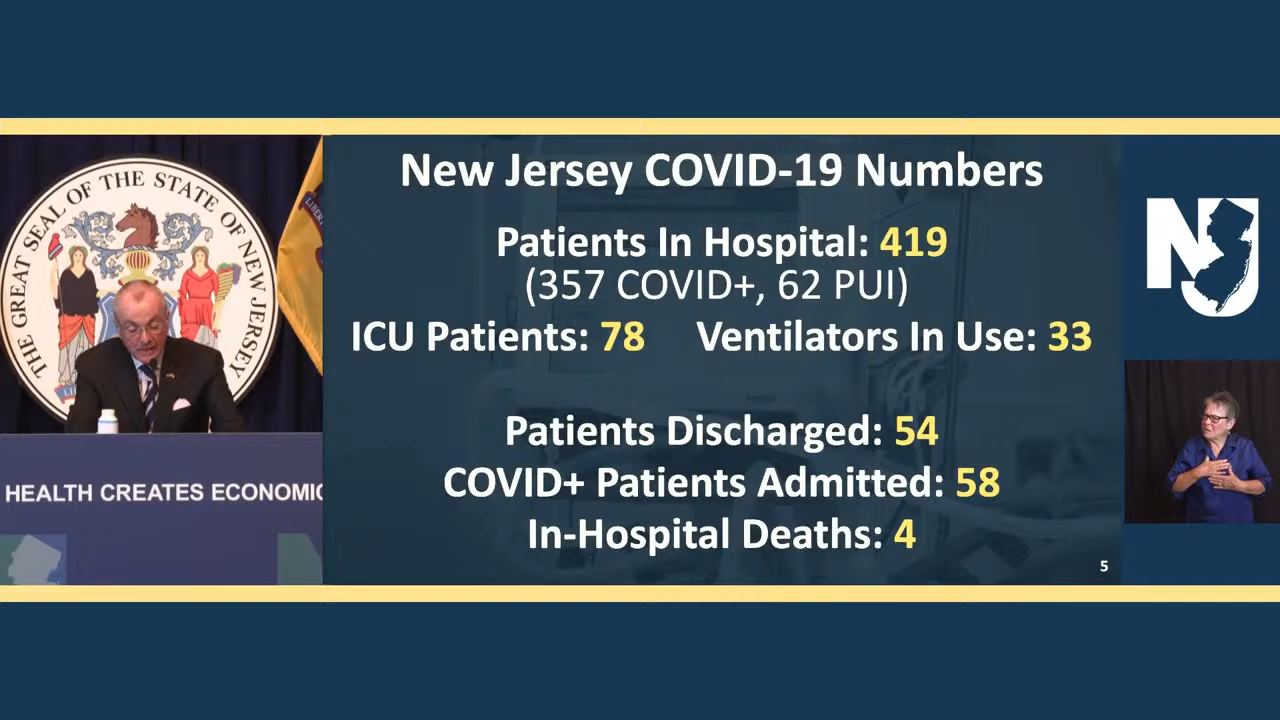 New Jersey COVID-19 Numbers
Patients In Hospital: 419
(357 COVID+, 62 PUI)
ICU Patients: 78 Ventilators In Use: 33
Patients Discharged: 54
COVID+ Patients Admitted: 58
In-Hospital Deaths: 4
5
THE GREAT SEAL OF THE STATE OF NEW JERSEY
HEALTH CREATES ECONOMIC
NJ